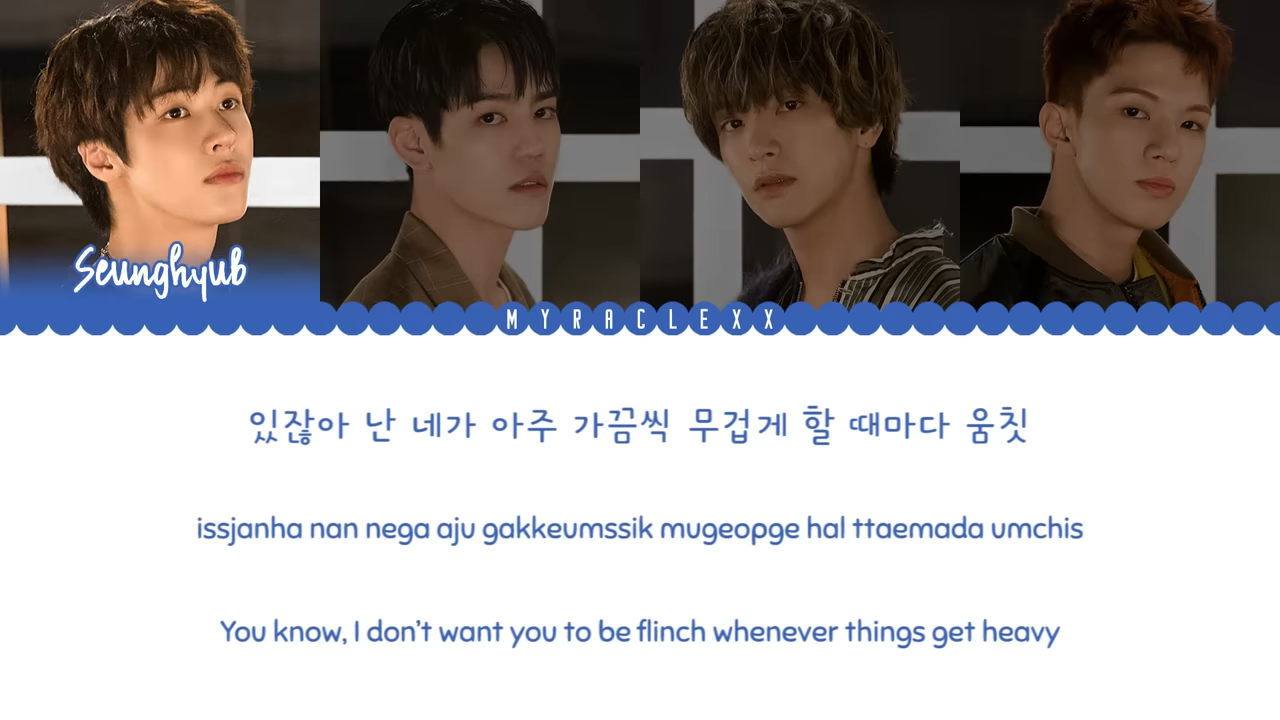 Seunghyub
MYRACLEXX
있잖아 난 네가 아주 가끔씩 무겁게 할 때마다 움칫
issjanha nan nega aju gakkeumssik mugeopge hal ttaemada umchis
You know, I don’t want you to be flinch whenever things get heavy